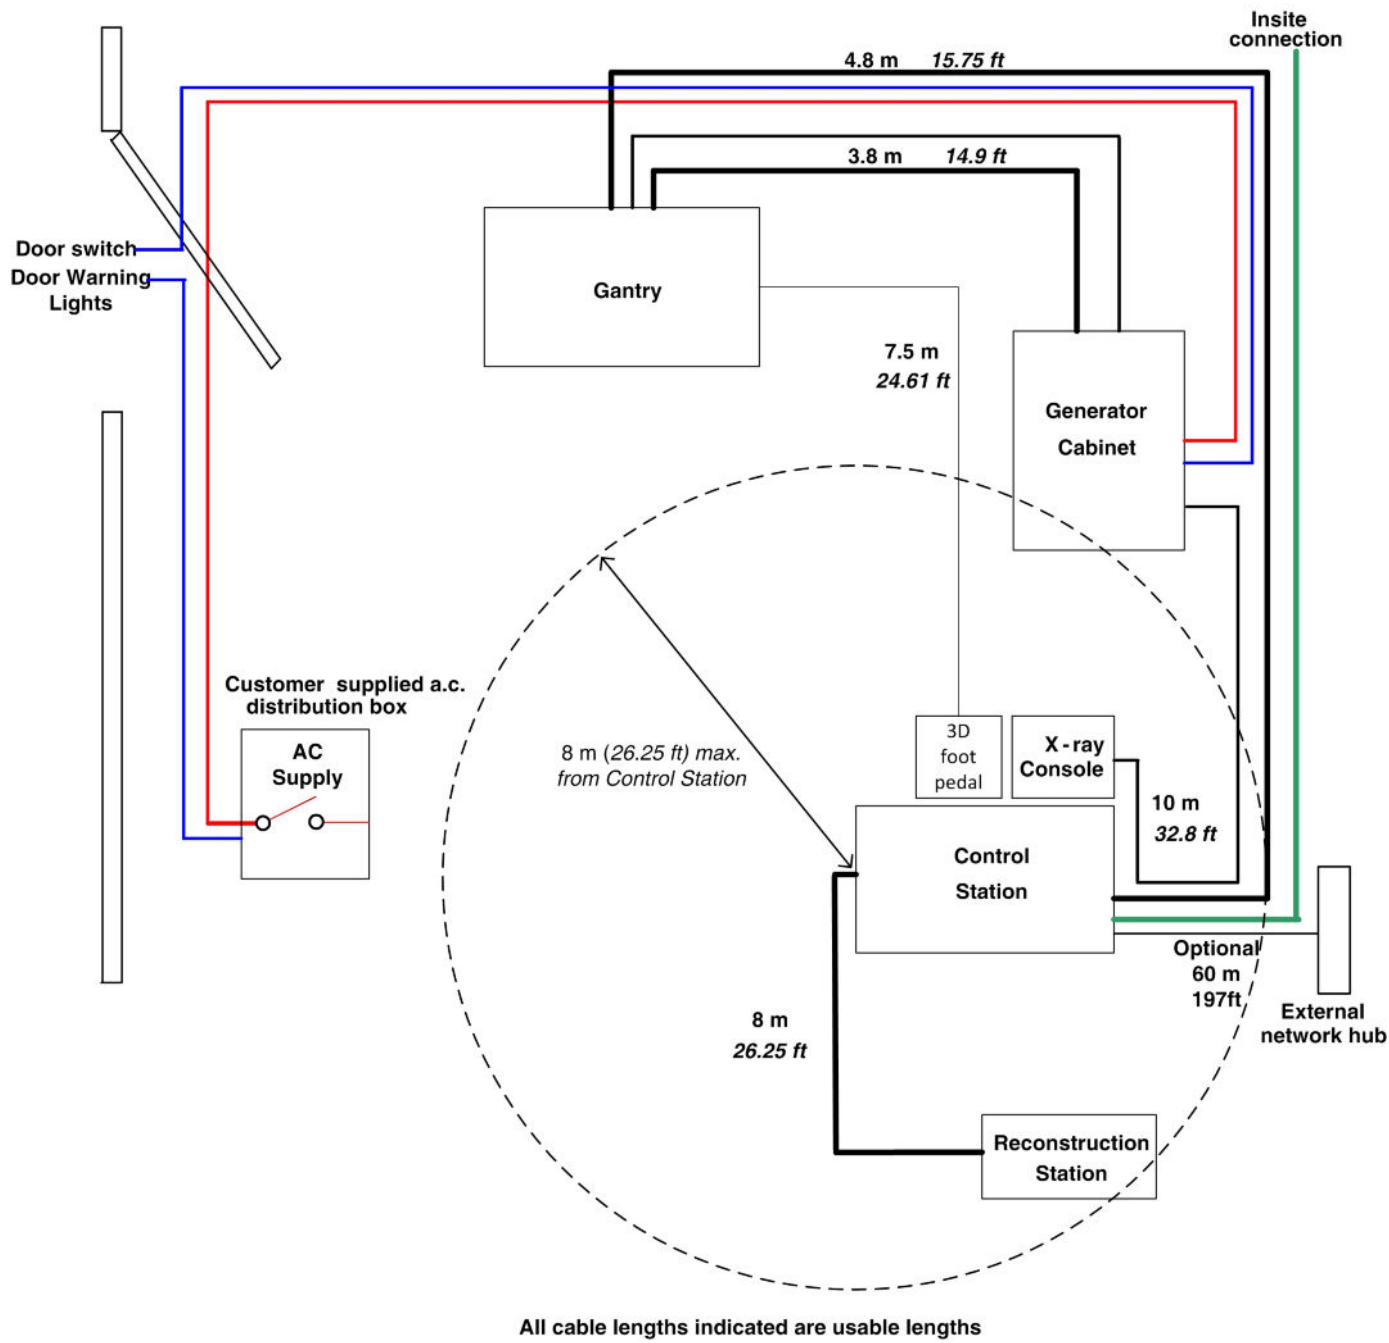 Insite
connection
4.8 m 15.75 ft
3.8 m 14.9 ft
Door switch
Door Warning
Lights
Gantry
7.5 m
24.61 ft
Generator
Cabinet
Customer supplied a.c.
distribution box
AC
Supply
8 m (26.25 ft) max.
from Control Station
3D
foot
pedal
X - ray
Console
10 m
32.8 ft
Control
Station
Optional
60 m
197ft
External
network hub
8 m
26.25 ft
Reconstruction
Station
All cable lengths indicated are usable lengths